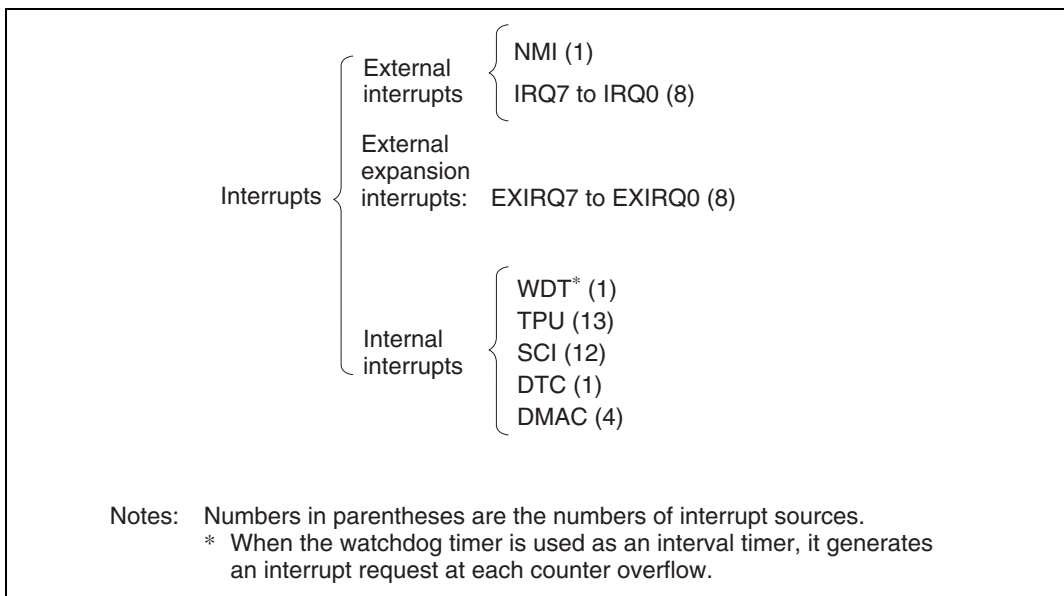 External
interrupts
NMI (1)
IRQ7 to IRQ0 (8)
Interrupts
External
expansion
interrupts: EXIRQ7 to EXIRQ0 (8)
Internal
interrupts
WDT* (1)
TPU (13)
SCI (12)
DTC (1)
DMAC (4)
Notes: Numbers in parentheses are the numbers of interrupt sources.
* When the watchdog timer is used as an interval timer, it generates
an interrupt request at each counter overflow.